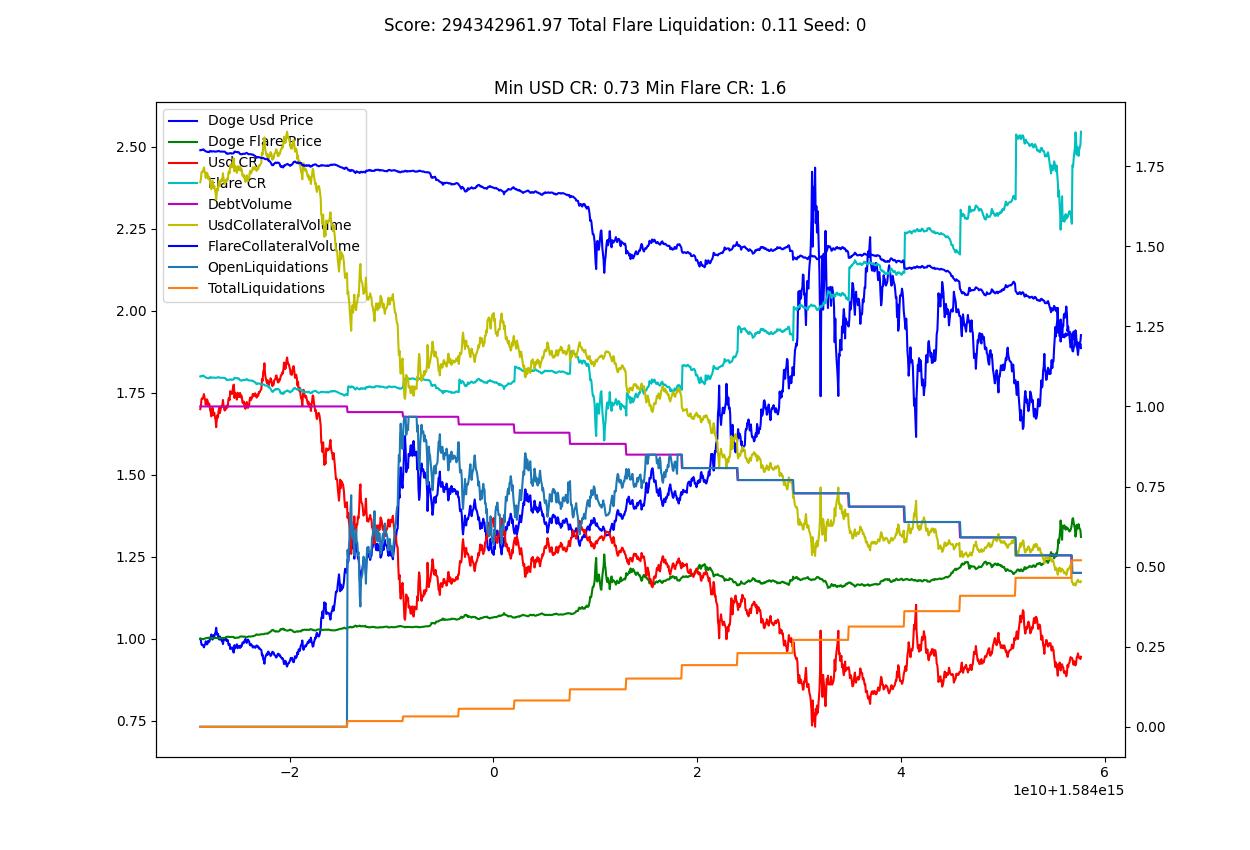 Score: 294342961.97 Total Flare Liquidation: 0.11 Seed: 0
Min USD CR: 0.73 Min Flare CR: 1.6
Doge Usd Price
Doge Flare Price
Usd CR
Flare CR
DebtVolume
UsdCollateralVolume
FlareCollateralVolume
OpenLiquidations
TotalLiquidations
2.50
2.25
2.00
1.75
1.50
1.25
1.00
0.75
1.75
1.50
1.25
1.00
0.75
0.50
0.25
0.00
−2
0
2
4
6
1e10+1.584e15